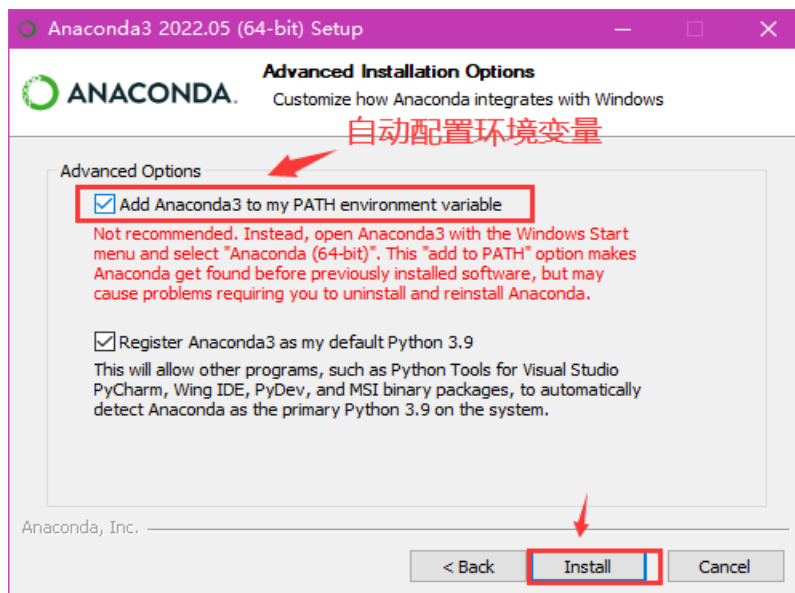 Anaconda3 2022.05 (64-bit) Setup
ANACONDA.
Advanced Installation Options
Customize how Anaconda integrates with Windows
自动配置环境变量
Advanced Options
Add Anaconda3 to my PATH environment variable
Not recommended. Instead, open Anaconda3 with the Windows Start
menu and select "Anaconda (64-bit)". This "add to PATH" option makes
Anaconda get found before previously installed software, but may
cause problems requiring you to uninstall and reinstall Anaconda.
Register Anaconda3 as my default Python 3.9
This will allow other programs, such as Python Tools for Visual Studio
PyCharm, Wing IDE, PyDev, and MSI binary packages, to automatically
detect Anaconda as the primary Python 3.9 on the system.
Anaconda, Inc.
< Back Install Cancel